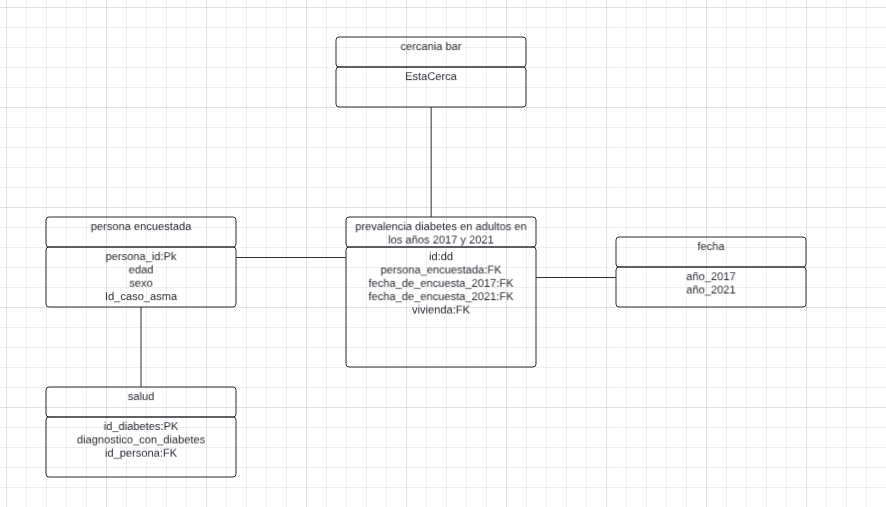 cercania bar
EstaCerca
persona encuestada
persona_id:Pk
edad
sexo
Id_caso_asma
prevalencia diabetes en adultos en
los años 2017 y 2021
id:dd
persona_encuestada:FK
fecha_de_encuesta_2017:FK
fecha_de_encuesta_2021:FK
vivienda:FK
fecha
año_2017
año_2021
salud
id_diabetes:PK
diagnostico_con_diabetes
id_persona:FK